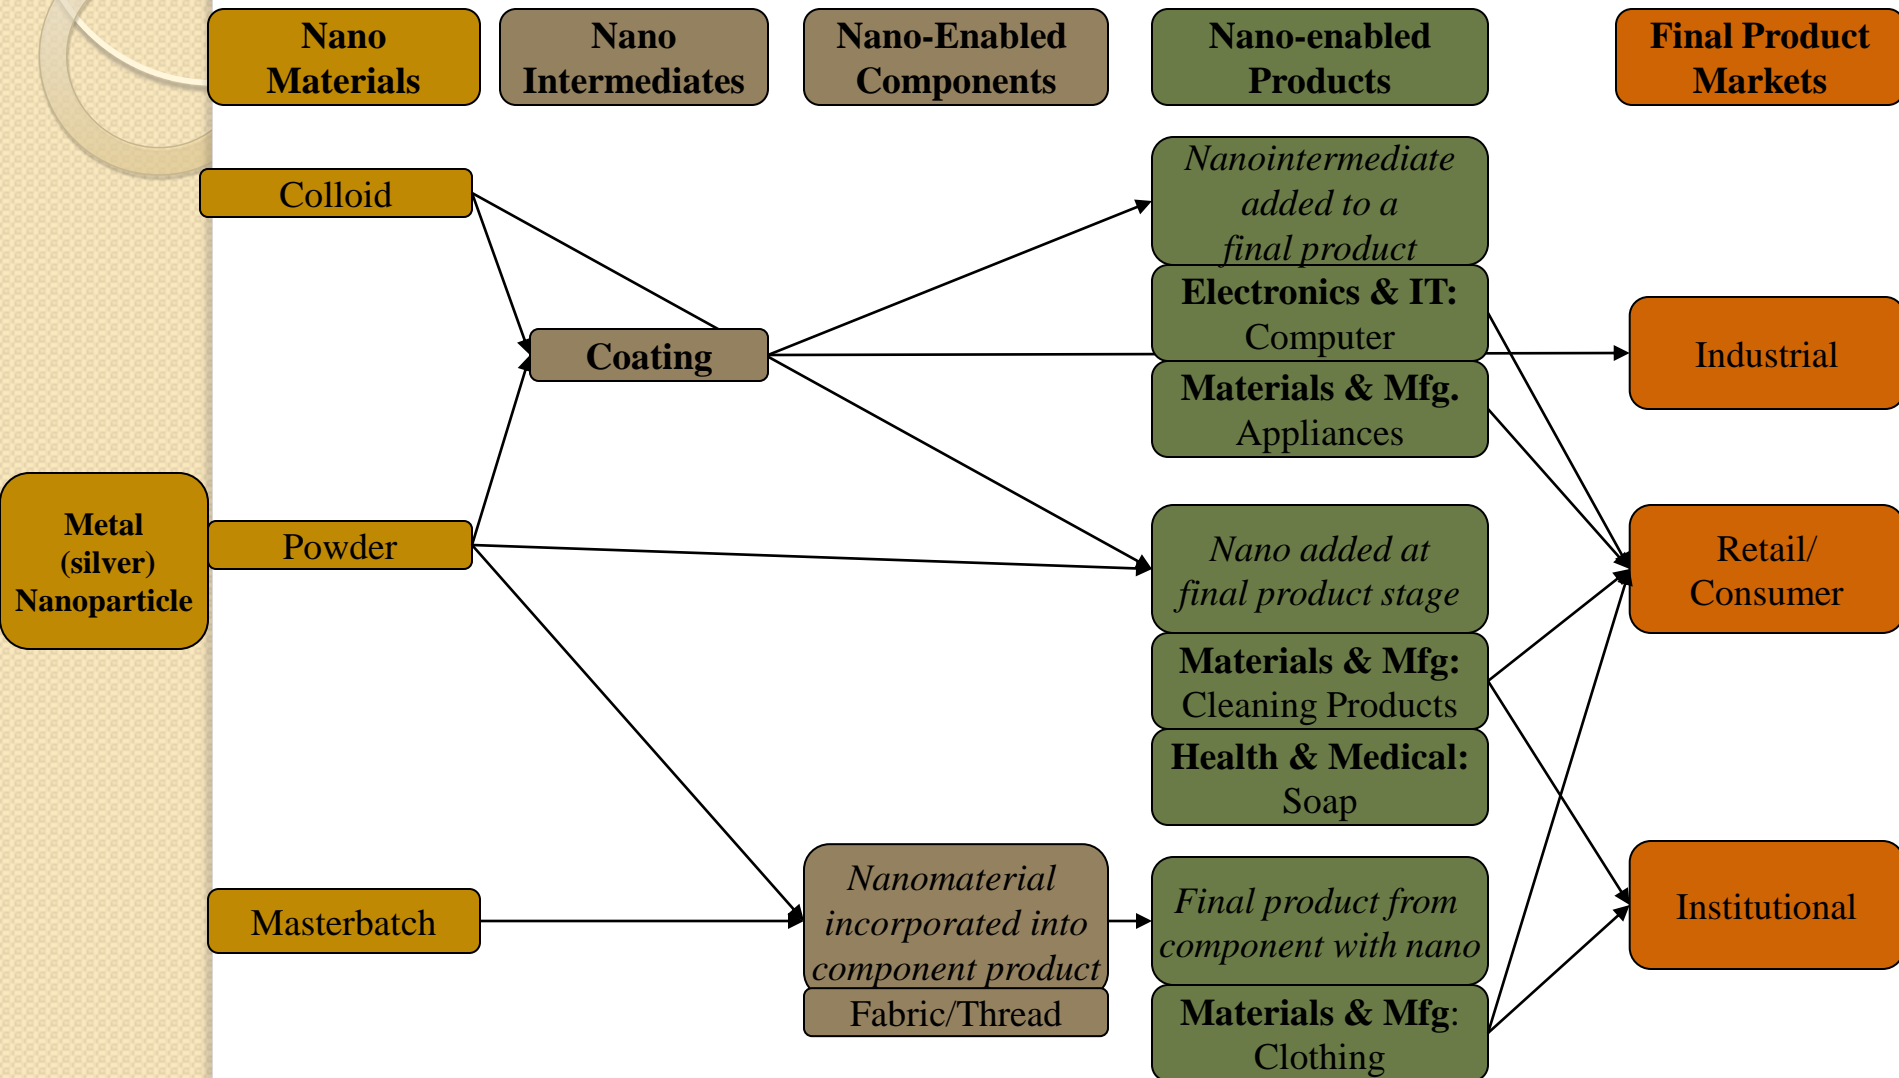 Nano
Materials
Nano
Intermediates
Nano-Enabled
Components
Nano-enabled
Products
Final Product
Markets
Colloid
Nanointermediate
added to a
final product
Electronics & IT:
Computer
Coating
Industrial
Materials & Mfg.
Appliances
Metal
(silver)
Nanoparticle
Powder
Nano added at
final product stage
Retail/
Consumer
Materials & Mfg:
Cleaning Products
Health & Medical:
Soap
Masterbatch
Nanomaterial
incorporated into
component product
Fabric/Thread
Final product from
component with nano
Institutional
Materials & Mfg:
Clothing